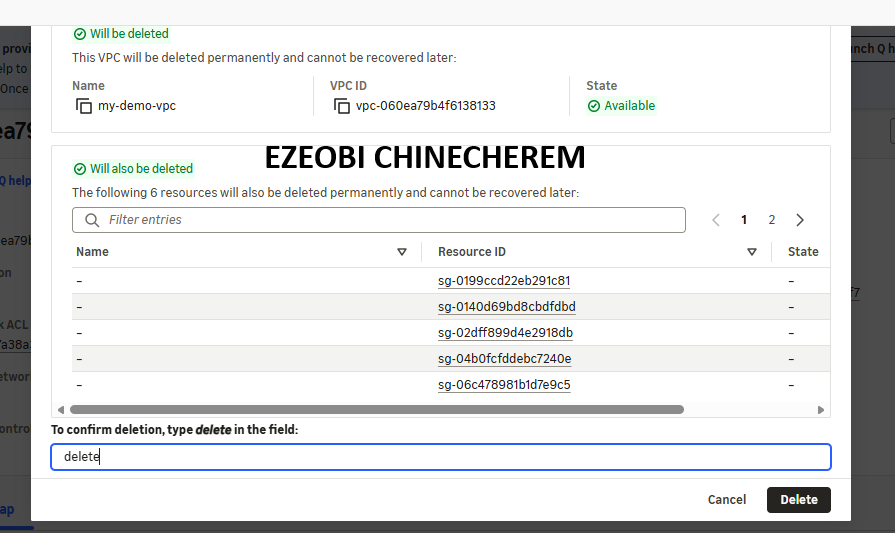 Will be deleted
This VPC will be deleted permanently and cannot be recovered later:
Name VPC ID State
my-demo-vpc vpc-060ea79b4f6138133 Available
EZEOBI CHINECHEREM
Will also be deleted
The following 6 resources will also be deleted permanently and cannot be recovered later:
Filter entries 1 2
Name Resource ID State
- sg-0199ccd22eb291c81 -
- sg-0140d69bd8cbdfdbd -
- sg-02dff899d4e2918db -
- sg-04b0fcfddebc7240e -
- sg-06c478981b1d7e9c5 -
To confirm deletion, type delete in the field:
delete
Cancel Delete